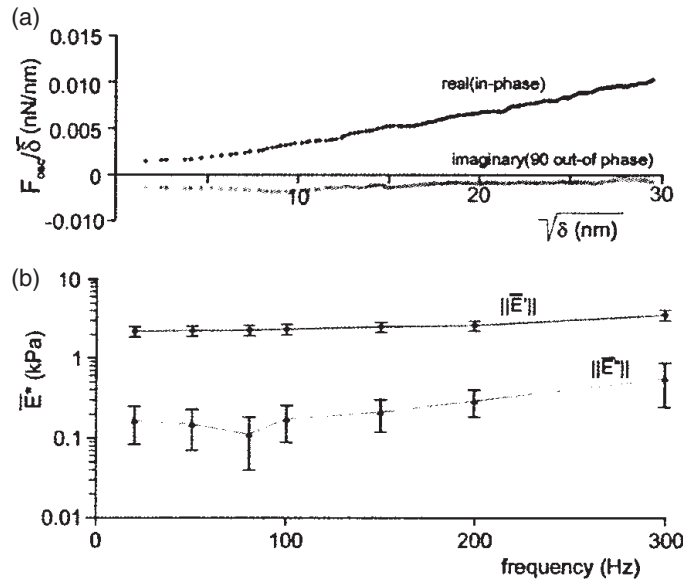 (a)
0.015
0.010
real(in-phase)
0.005
imaginary(90 out-of phase)
0
10
20
30
-0.010
√δ (nm)
F_osc/δ̃ (nN/nm)
(b)
10
||E̅'||
1
||E̅"||
0.1
0.01
0
100
200
300
frequency (Hz)
E̅* (kPa)